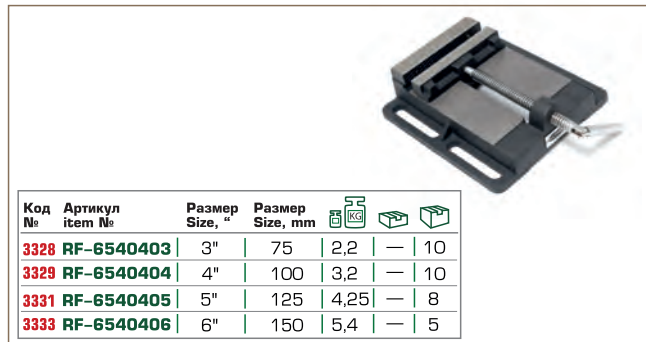 Код Артикул Размер Размер
№ item № Size, “ Size, mm KG
3328 RF-6540403 3" 75 2,2 — 10
3329 RF-6540404 4" 100 3,2 — 10
3331 RF-6540405 5" 125 4,25 — 8
3333 RF-6540406 6" 150 5,4 — 5